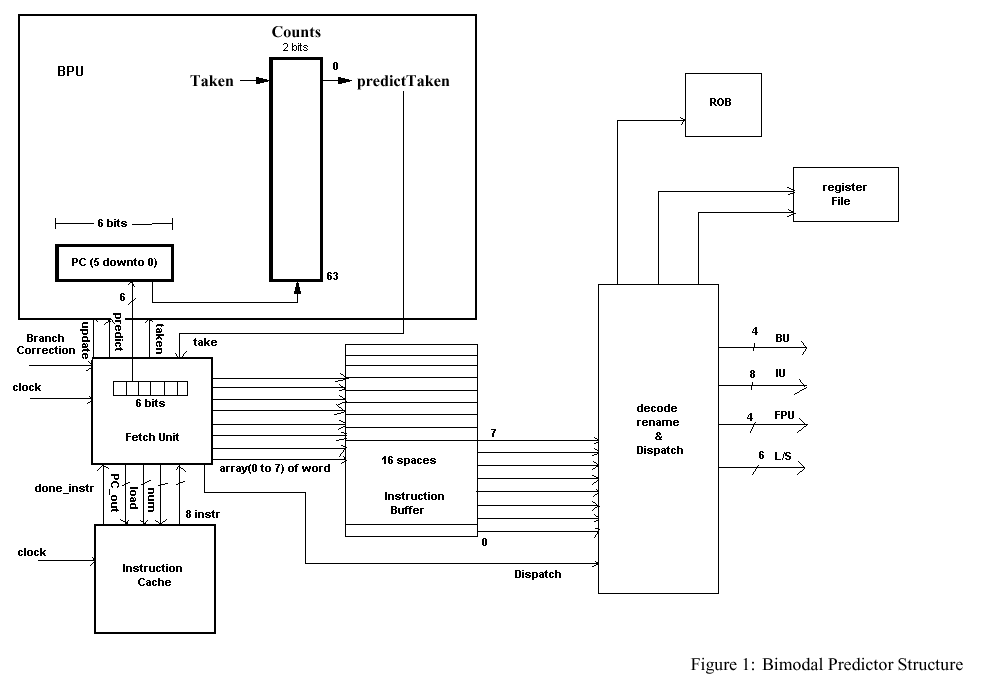 Counts
2 bits
BPU
0
Taken
predictTaken
6 bits
PC (5 downto 0)
63
6
ROB
register
File
update
predict
taken
take
Branch
Correction
clock
6 bits
Fetch Unit
array(0 to 7) of word
done_instr
PC_out
load
num
8 instr
clock
Instruction
Cache
16 spaces
Instruction
Buffer
7
0
Dispatch
decode
rename
&
Dispatch
4
BU
8
IU
4
FPU
6
L/S
Figure 1: Bimodal Predictor Structure